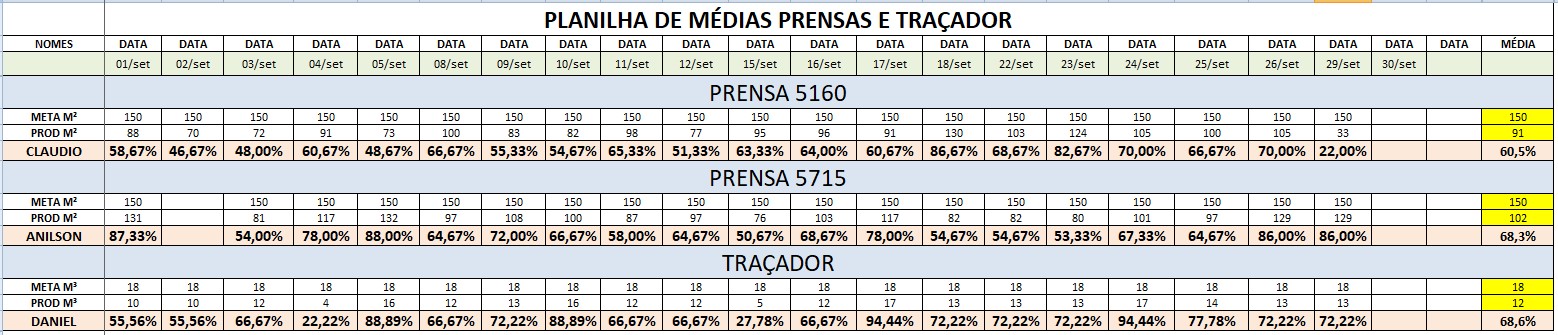 PLANILHA DE MÉDIAS PRENSAS E TRAÇADOR
NOMES DATA DATA DATA DATA DATA DATA DATA DATA DATA DATA DATA DATA DATA DATA DATA DATA DATA DATA DATA DATA DATA DATA MÉDIA
01/set 02/set 03/set 04/set 05/set 08/set 09/set 10/set 11/set 12/set 15/set 16/set 17/set 18/set 22/set 23/set 24/set 25/set 26/set 29/set 30/set
PRENSA 5160
META M² 150 150 150 150 150 150 150 150 150 150 150 150 150 150 150 150 150 150 150 150 150
PROD M² 88 70 72 91 73 100 83 82 98 77 95 96 91 130 103 124 105 100 105 33 91
CLAUDIO 58,67% 46,67% 48,00% 60,67% 48,67% 66,67% 55,33% 54,67% 65,33% 51,33% 63,33% 64,00% 60,67% 86,67% 68,67% 82,67% 70,00% 66,67% 70,00% 22,00% 60,5%
PRENSA 5715
META M² 150 150 150 150 150 150 150 150 150 150 150 150 150 150 150 150 150 150 150 150
PROD M² 131 81 117 132 97 108 100 87 97 76 103 117 82 82 80 101 97 129 129 102
ANILSON 87,33% 54,00% 78,00% 88,00% 64,67% 72,00% 66,67% 58,00% 64,67% 50,67% 68,67% 78,00% 54,67% 54,67% 53,33% 67,33% 64,67% 86,00% 86,00% 68,3%
TRAÇADOR
META M³ 18 18 18 18 18 18 18 18 18 18 18 18 18 18 18 18 18 18 18 18 18
PROD M³ 10 10 12 4 16 12 13 16 12 12 5 12 17 13 13 13 17 14 13 13 12
DANIEL 55,56% 55,56% 66,67% 22,22% 88,89% 66,67% 72,22% 88,89% 66,67% 66,67% 27,78% 66,67% 94,44% 72,22% 72,22% 72,22% 94,44% 77,78% 72,22% 72,22% 68,6%